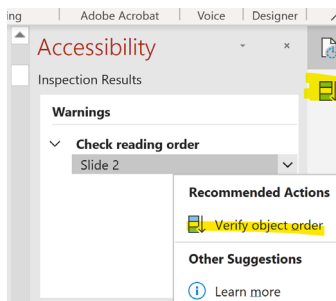 ing Adobe Acrobat Voice Designer
Accessibility
Inspection Results
Warnings
Check reading order
Slide 2
Recommended Actions
Verify object order
Other Suggestions
Learn more